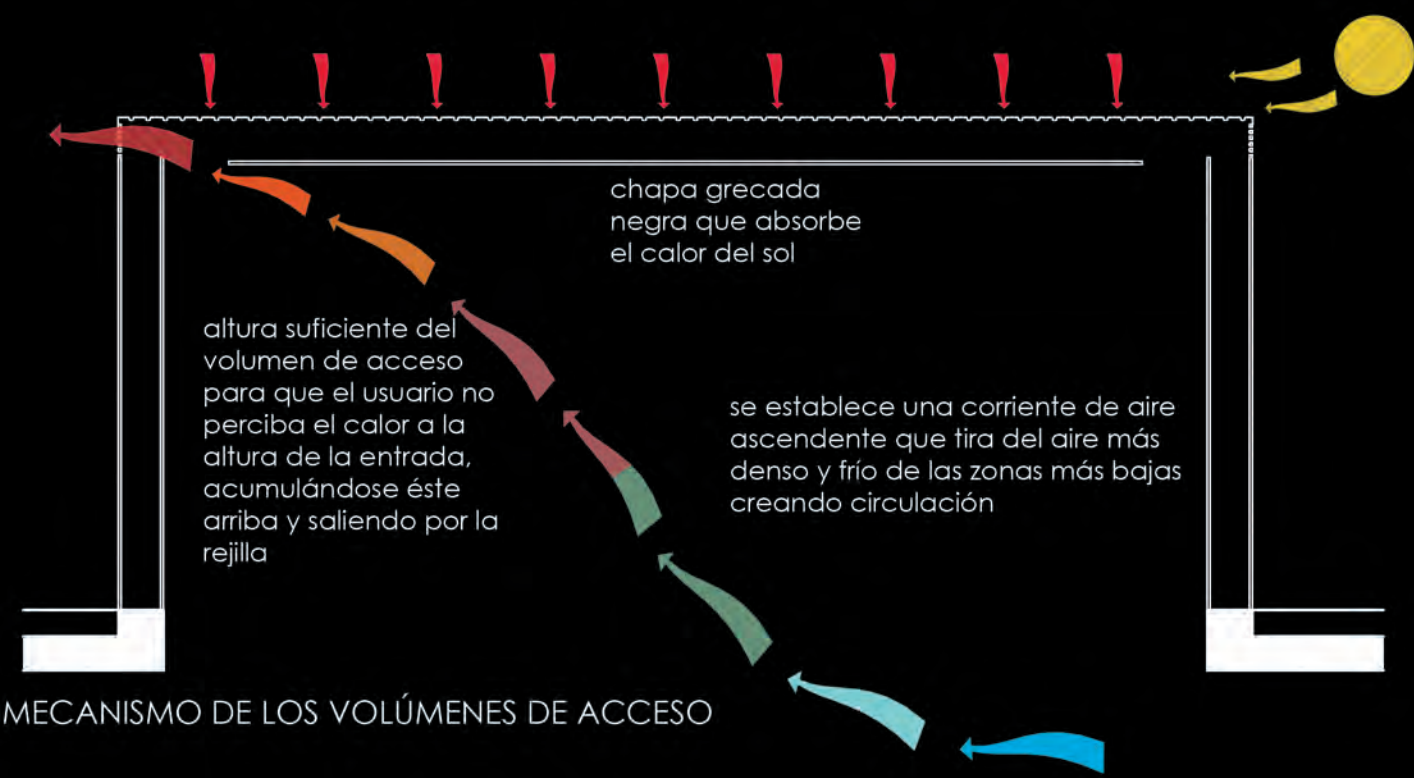 chapa grecada
negra que absorbe
el calor del sol
altura suficiente del
volumen de acceso
para que el usuario no
perciba el calor a la
altura de la entrada,
acumulándose éste
arriba y saliendo por la
rejilla
se establece una corriente de aire
ascendente que tira del aire más
denso y frío de las zonas más bajas
creando circulación
MECANISMO DE LOS VOLÚMENES DE ACCESO